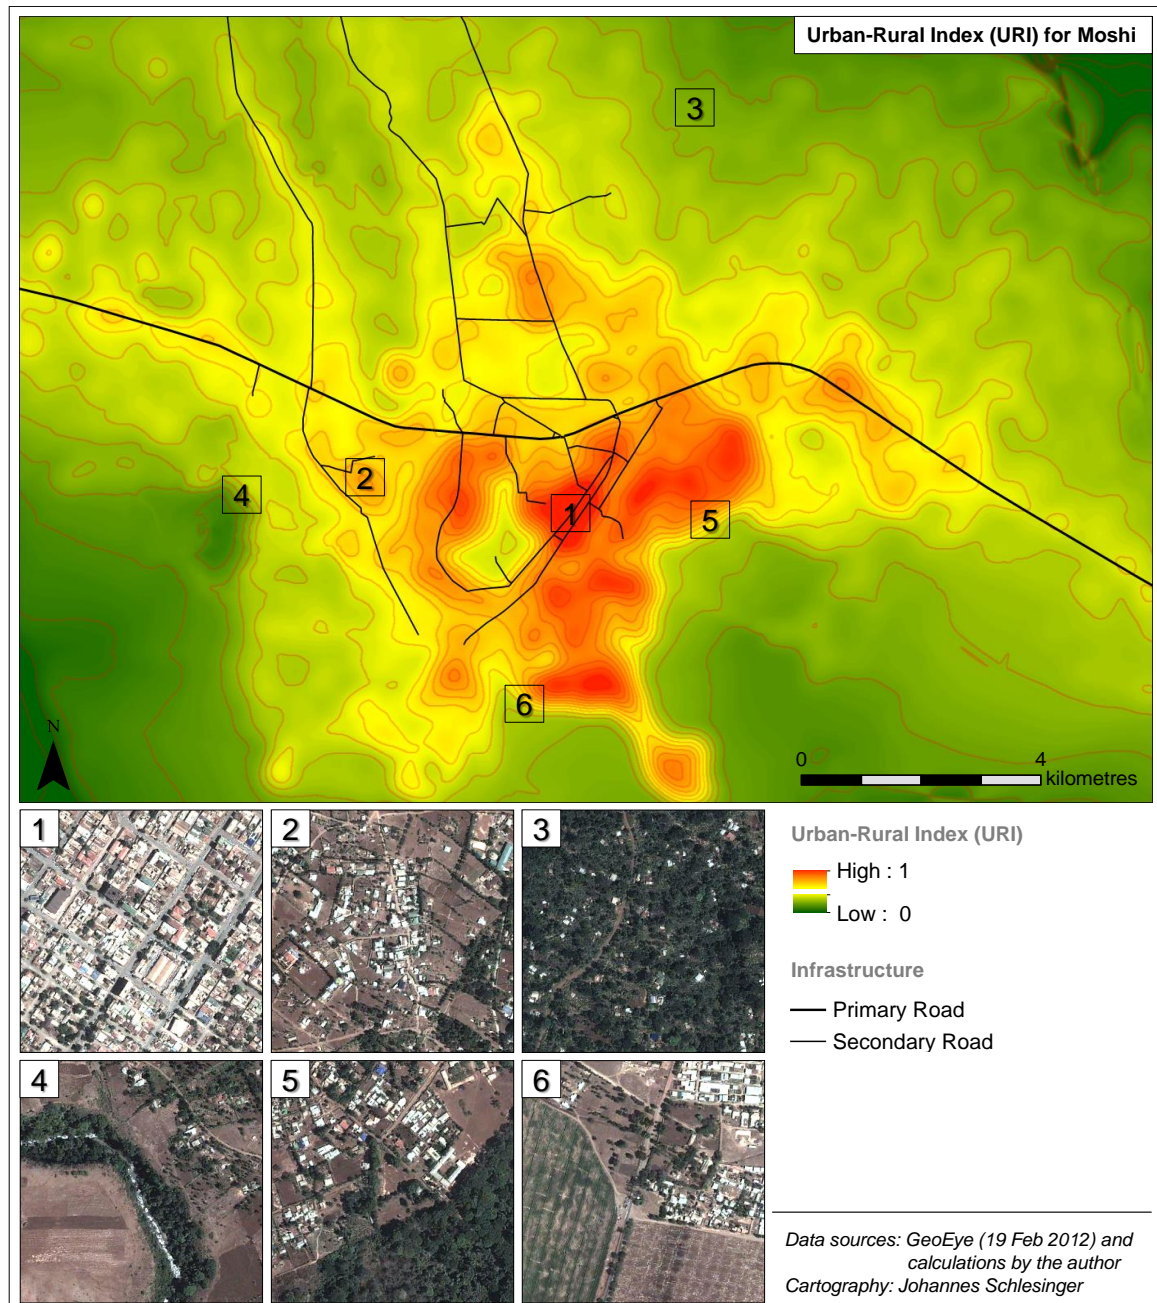 Urban-Rural Index (URI) for Moshi
3
2
4
1
5
6
N
0 4
kilometres
1
2
3
4
5
6
Urban-Rural Index (URI)
High : 1
Low : 0
Infrastructure
Primary Road
Secondary Road
Data sources: GeoEye (19 Feb 2012) and
calculations by the author
Cartography: Johannes Schlesinger